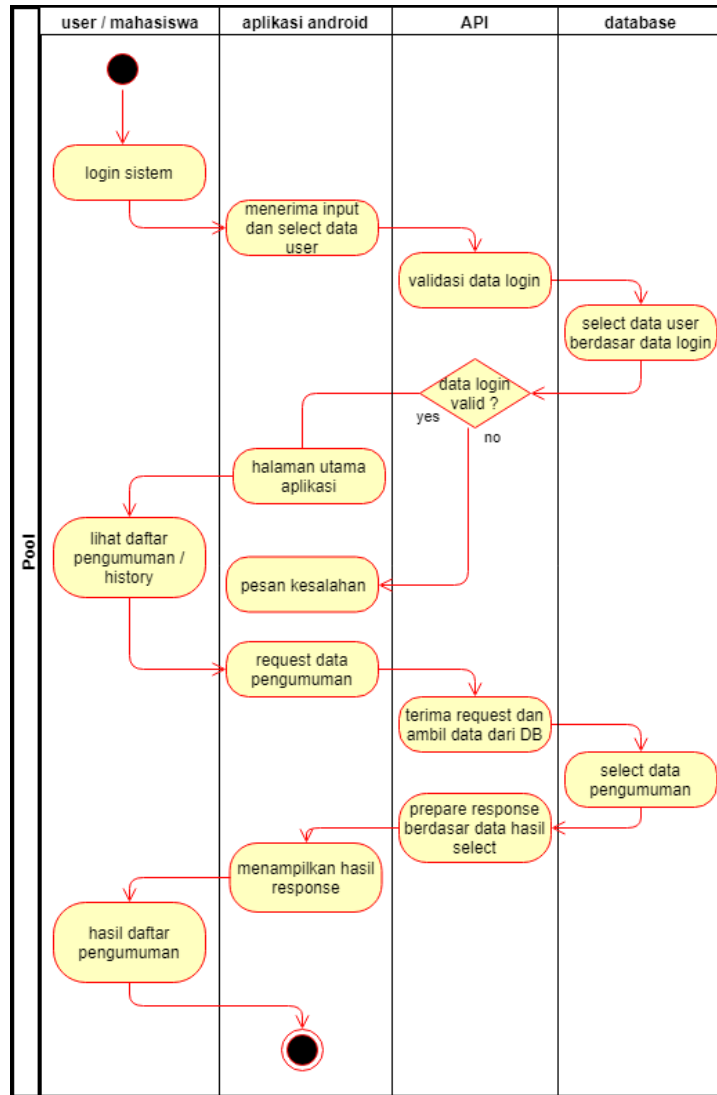 user / mahasiswa
aplikasi android
API
database
Pool
login sistem
menerima input
dan select data
user
validasi data login
select data user
berdasar data login
data login
valid ?
yes
no
halaman utama
aplikasi
lihat daftar
pengumuman /
history
pesan kesalahan
request data
pengumuman
terima request dan
ambil data dari DB
select data
pengumuman
prepare response
berdasar data hasil
select
menampilkan hasil
response
hasil daftar
pengumuman